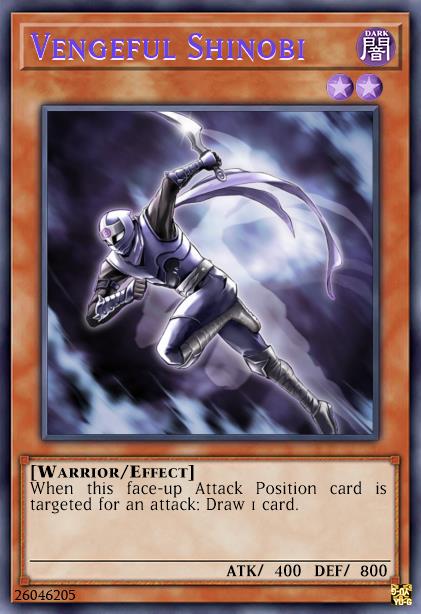 VENGEFUL SHINOBI
DARK
闇
[WARRIOR/EFFECT]
When this face-up Attack Position card is
targeted for an attack: Draw 1 card.
ATK/ 400 DEF/ 800
26046205